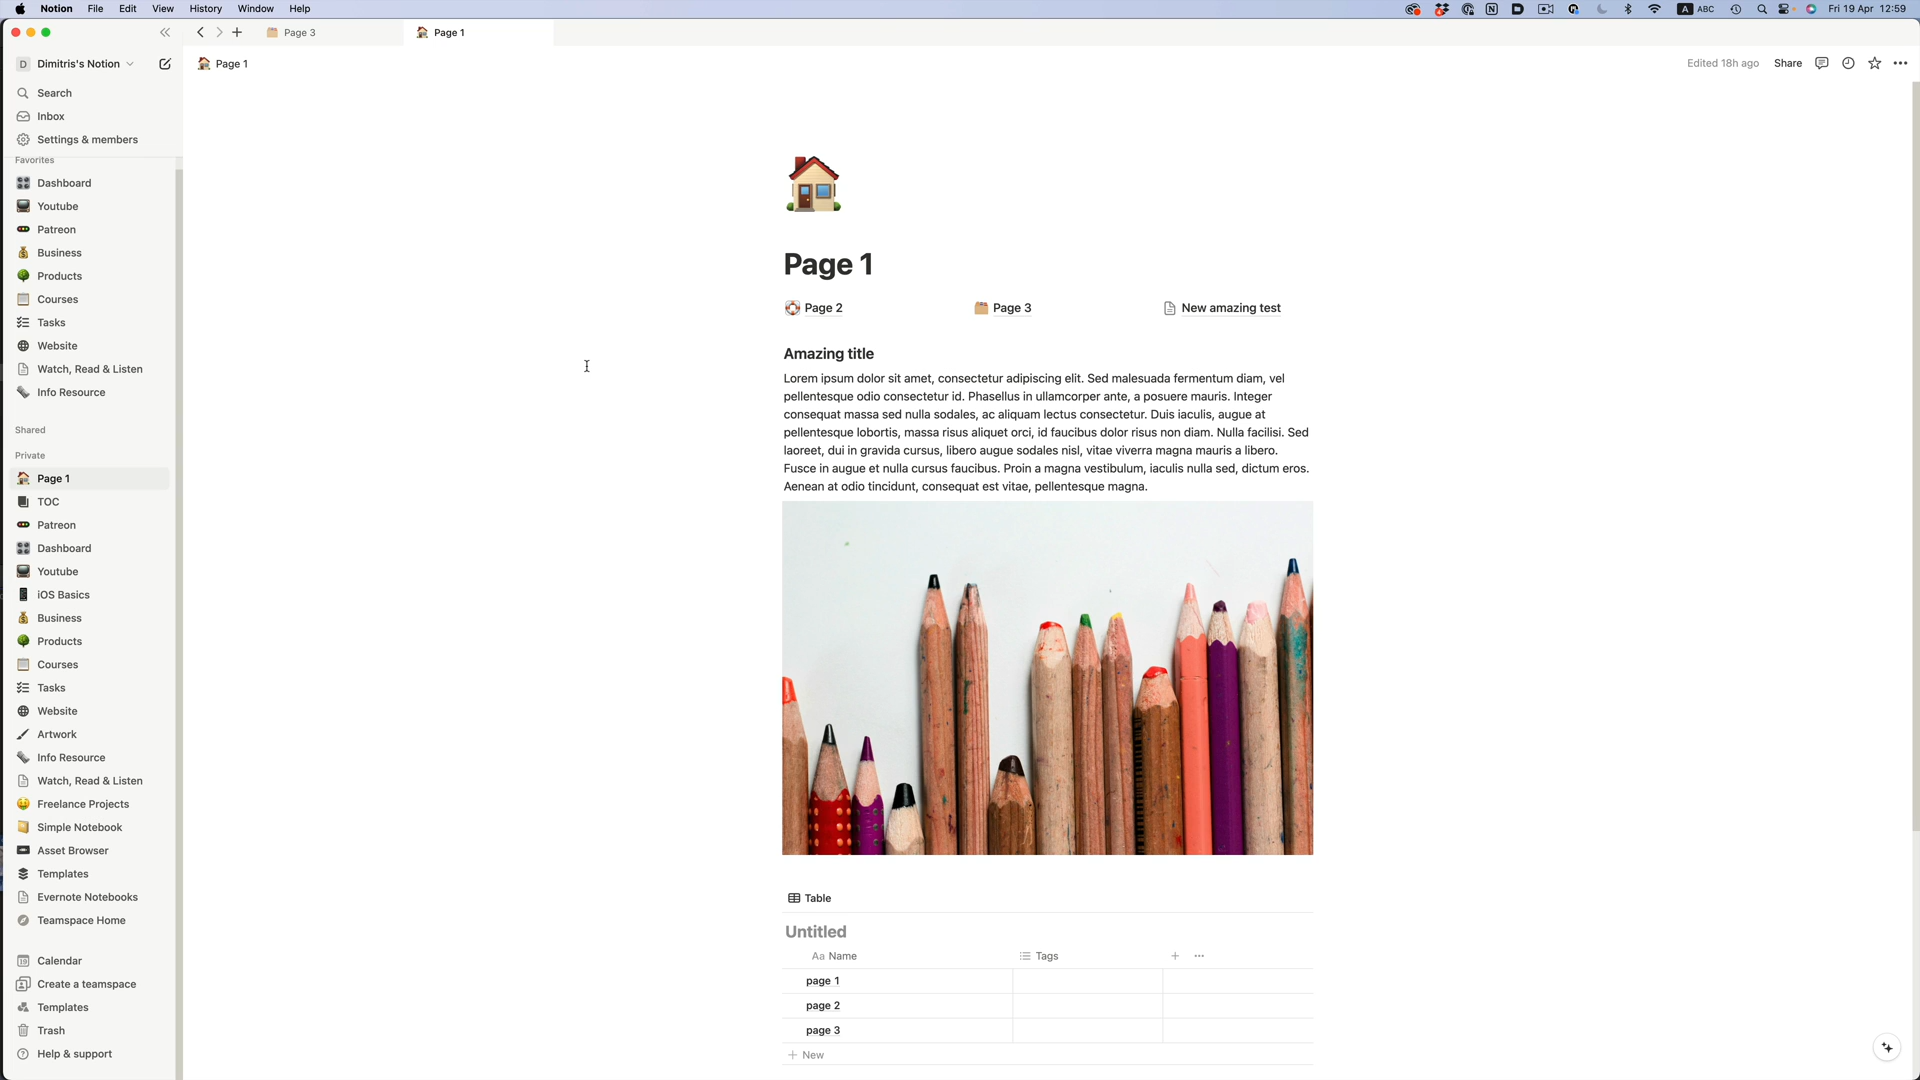 Notion File Edit View History Window Help
A ABC Fri 19 Apr 12:59
Page 3
Page 1
D Dimitris's Notion
Page 1
Edited 18h ago Share
Search
Inbox
Settings & members
Favorites
Dashboard
Youtube
Patreon
Business
Products
Courses
Tasks
Website
Watch, Read & Listen
Info Resource
Shared
Private
Page 1
TOC
Patreon
Dashboard
Youtube
iOS Basics
Business
Products
Courses
Tasks
Website
Artwork
Info Resource
Watch, Read & Listen
Freelance Projects
Simple Notebook
Asset Browser
Templates
Evernote Notebooks
Teamspace Home
Calendar
Create a teamspace
Templates
Trash
Help & support
Page 1
Page 2 Page 3 New amazing test
Amazing title
Lorem ipsum dolor sit amet, consectetur adipiscing elit. Sed malesuada fermentum diam, vel
pellentesque odio consectetur id. Phasellus in ullamcorper ante, a posuere mauris. Integer
consequat massa sed nulla sodales, ac aliquam lectus consectetur. Duis iaculis, augue at
pellentesque lobortis, massa risus aliquet orci, id faucibus dolor risus non diam. Nulla facilisi. Sed
laoreet, dui in gravida cursus, libero augue sodales nisl, vitae viverra magna mauris a libero.
Fusce in augue et nulla cursus faucibus. Proin a magna vestibulum, iaculis nulla sed, dictum eros.
Aenean at odio tincidunt, consequat est vitae, pellentesque magna.
Table
Untitled
Aa Name Tags
page 1
page 2
page 3
New